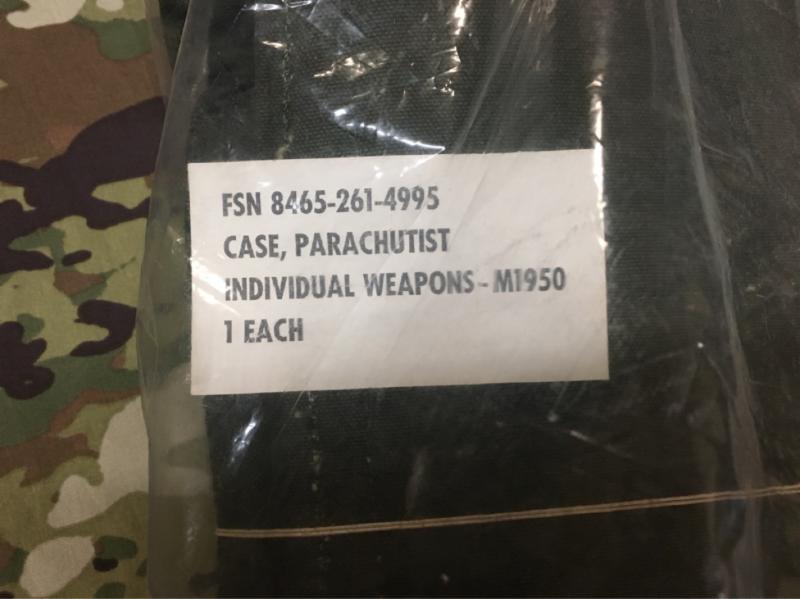 FSN 8465-261-4995
CASE, PARACHUTIST
INDIVIDUAL WEAPONS - M1950
1 EACH